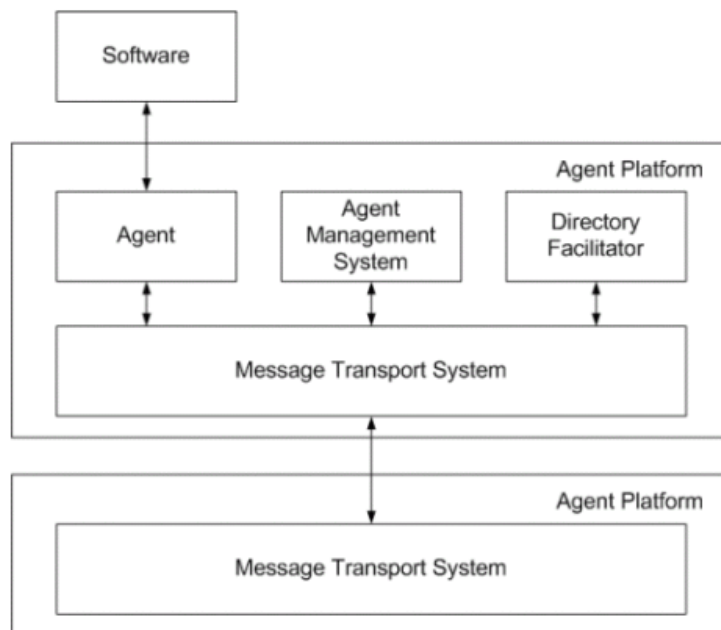 Software
Agent Platform
Agent
Agent
Management
System
Directory
Facilitator
Message Transport System
Agent Platform
Message Transport System